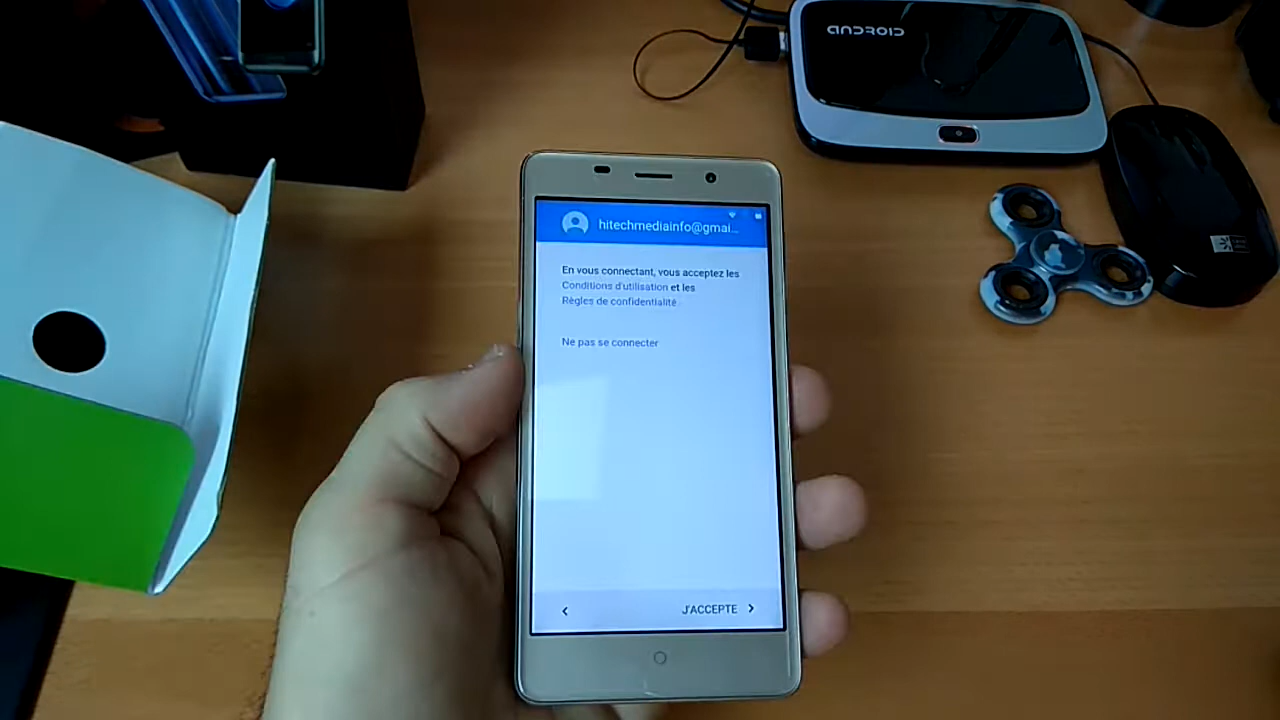 ANDROID
hitechmediainfo@gmai...
En vous connectant, vous acceptez les
Conditions d'utilisation et les
Règles de confidentialité
Ne pas se connecter
J'ACCEPTE